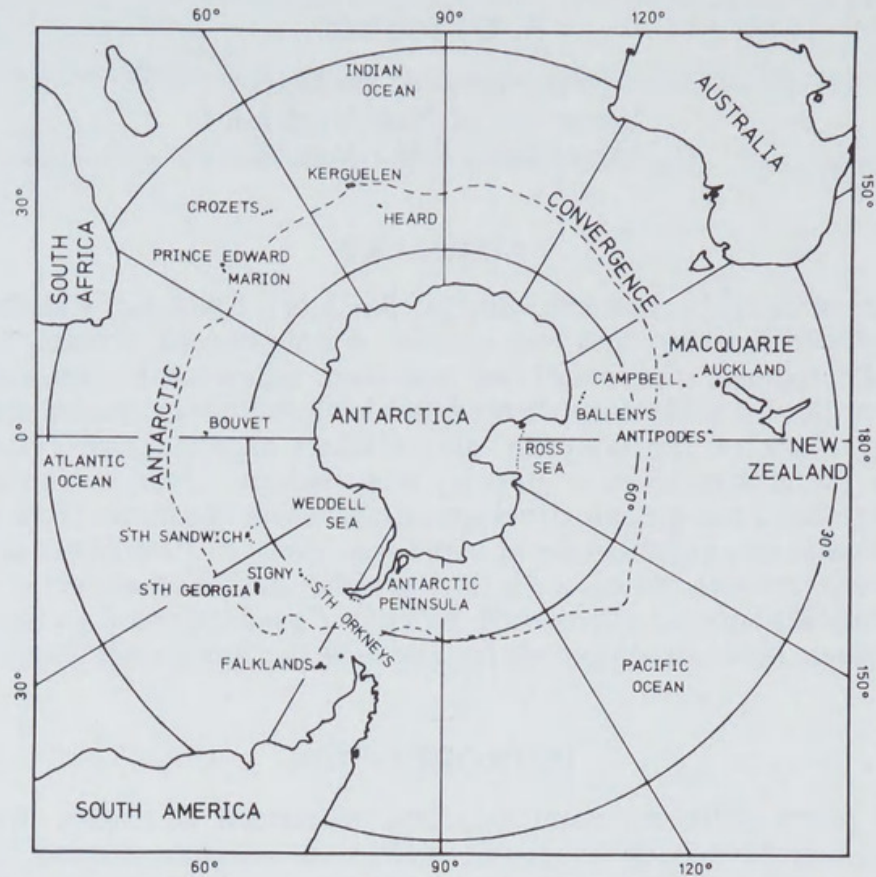 60°
120°
INDIAN
OCEAN
AUSTRALIA
150°
30°
KERGUELEN
CROZETS
HEARD
CONVERGENCE
PRINCE EDWARD
MARION
SOUTH
AFRICA
MACQUARIE
AUCKLAND
CAMPBELL
BALLENYS
ANTARCTICA
ANTARCTIC
BOUVET
ANTIPODES
0°
180°
ROSS
SEA
NEW
ZEALAND
ATLANTIC
OCEAN
60°
30°
WEDDELL
SEA
STH SANDWICH
SIGNY
STH GEORGIA
STH ORKNEYS
ANTARCTIC
PENINSULA
FALKLANDS
PACIFIC
OCEAN
30°
150°
SOUTH AMERICA
60°
90°
120°